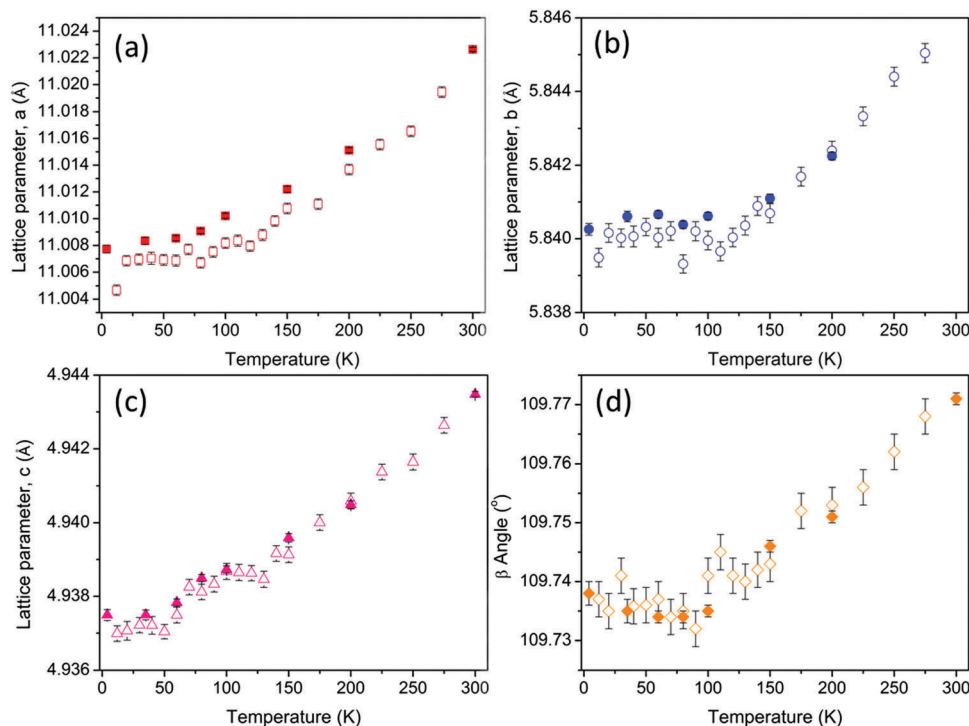 (a)
Lattice parameter, a (Å)
11.024
11.022
11.020
11.018
11.016
11.014
11.012
11.010
11.008
11.006
11.004
0 50 100 150 200 250 300
Temperature (K)
(b)
Lattice parameter, b (Å)
5.846
5.844
5.842
5.840
5.838
0 50 100 150 200 250 300
Temperature (K)
(c)
Lattice parameter, c (Å)
4.944
4.942
4.940
4.938
4.936
0 50 100 150 200 250 300
Temperature (K)
(d)
β Angle (°)
109.77
109.76
109.75
109.74
109.73
0 50 100 150 200 250 300
Temperature (K)